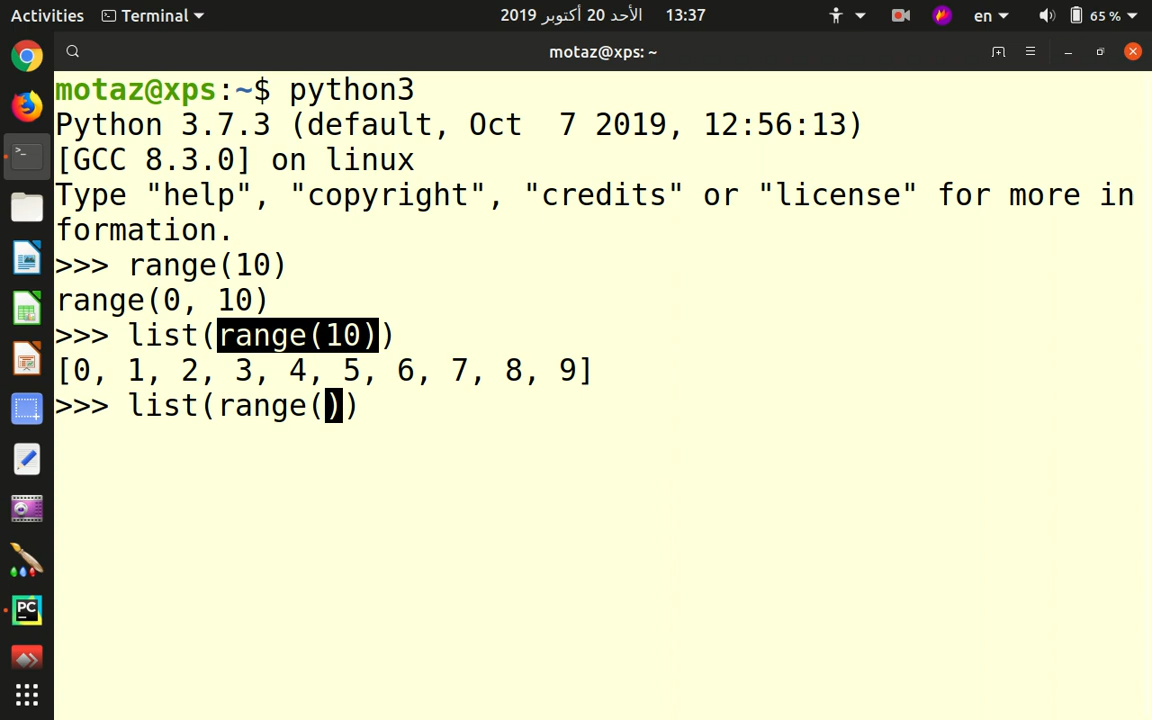 Activities Terminal الأحد 20 أكتوبر 2019 13:37 en 65 %
motaz@xps: ~
motaz@xps:~$ python3
Python 3.7.3 (default, Oct  7 2019, 12:56:13)
[GCC 8.3.0] on linux
Type "help", "copyright", "credits" or "license" for more in
formation.
>>> range(10)
range(0, 10)
>>> list(range(10))
[0, 1, 2, 3, 4, 5, 6, 7, 8, 9]
>>> list(range())
PC